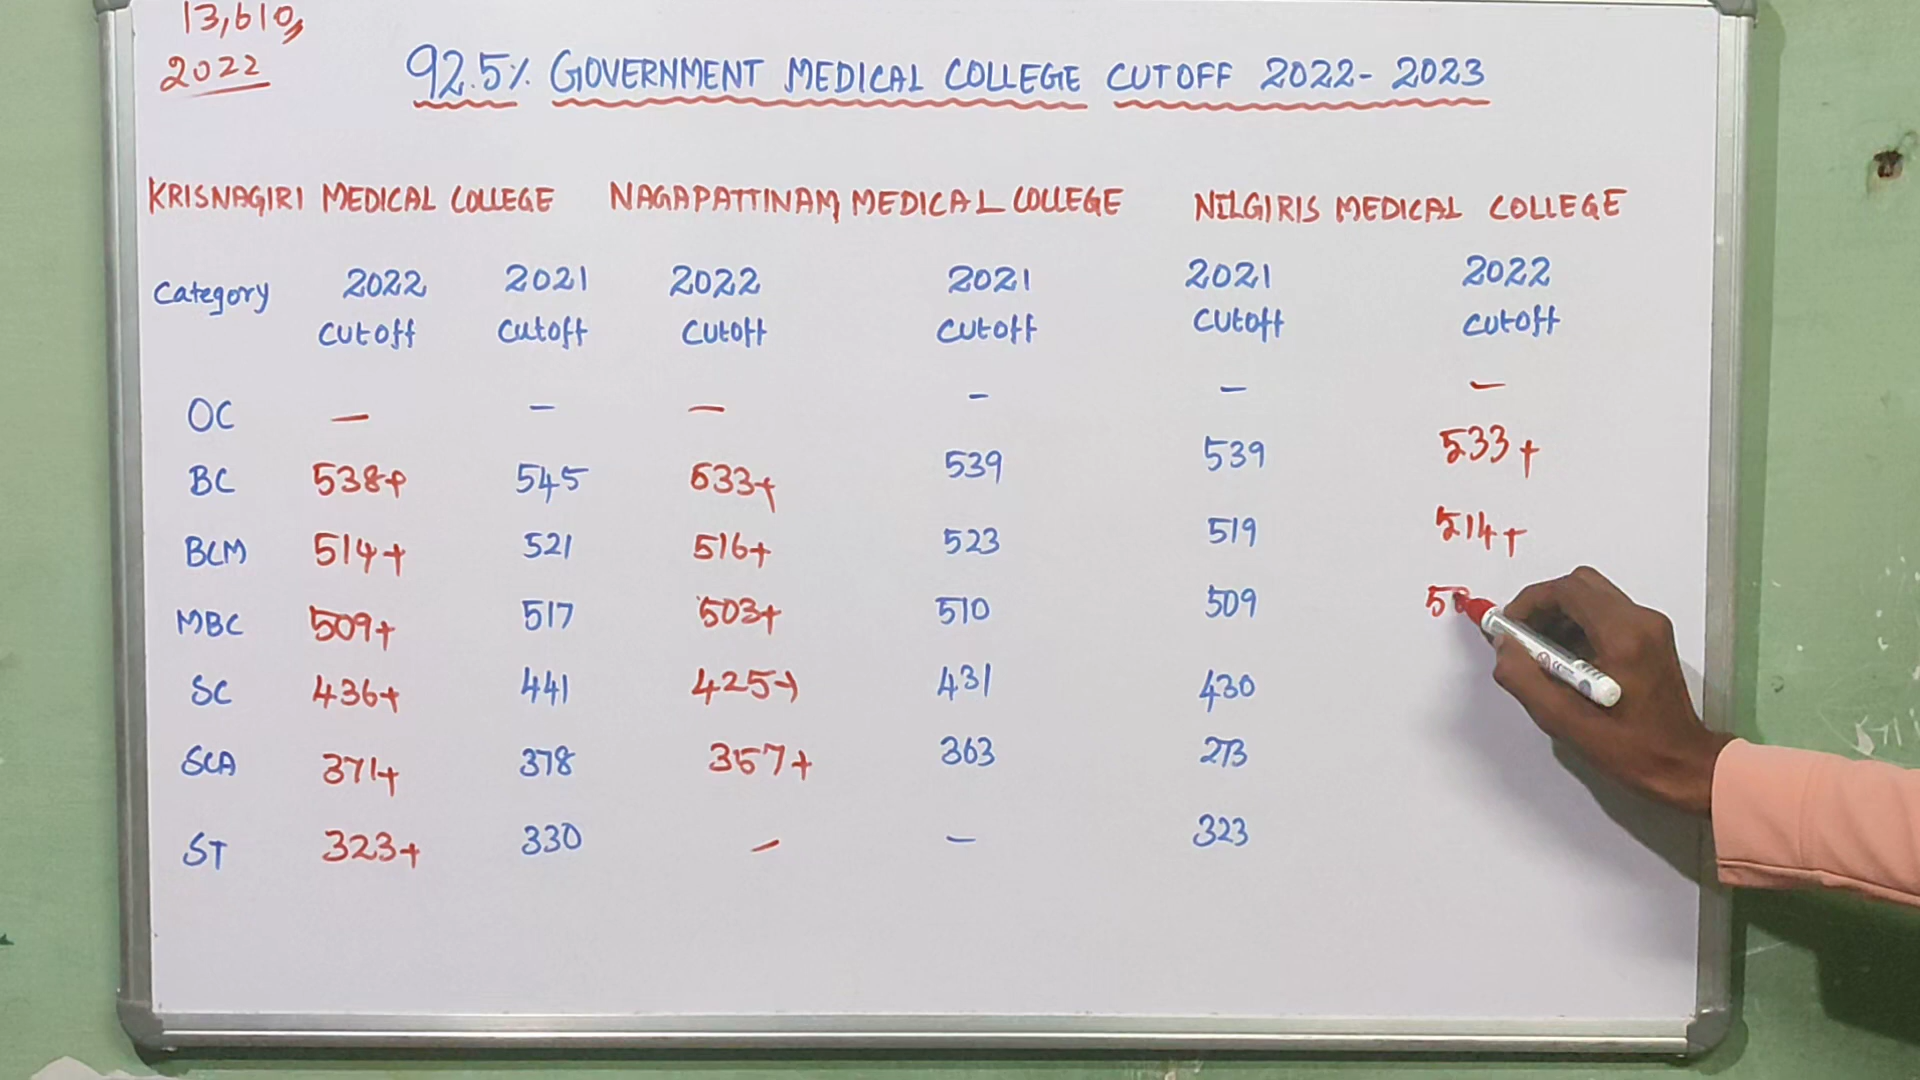 13,610,
2022
92.5% GOVERNMENT MEDICAL COLLEGE CUTOFF 2022-2023
KRISNAGIRI MEDICAL COLLEGE NAGAPATTINAM MEDICAL COLLEGE NILGIRIS MEDICAL COLLEGE
Category 2022 2021 2022 2021 2021 2022
cutoff cutoff cutoff cutoff cutoff cutoff
OC — — — — — —
BC 538+ 545 533+ 539 539 533+
BCM 514+ 521 516+ 523 519 514+
MBC 509+ 517 503+ 510 509
SC 436+ 441 425+ 431 430
SCA 371+ 378 357+ 363 273
ST 323+ 330 — — 323